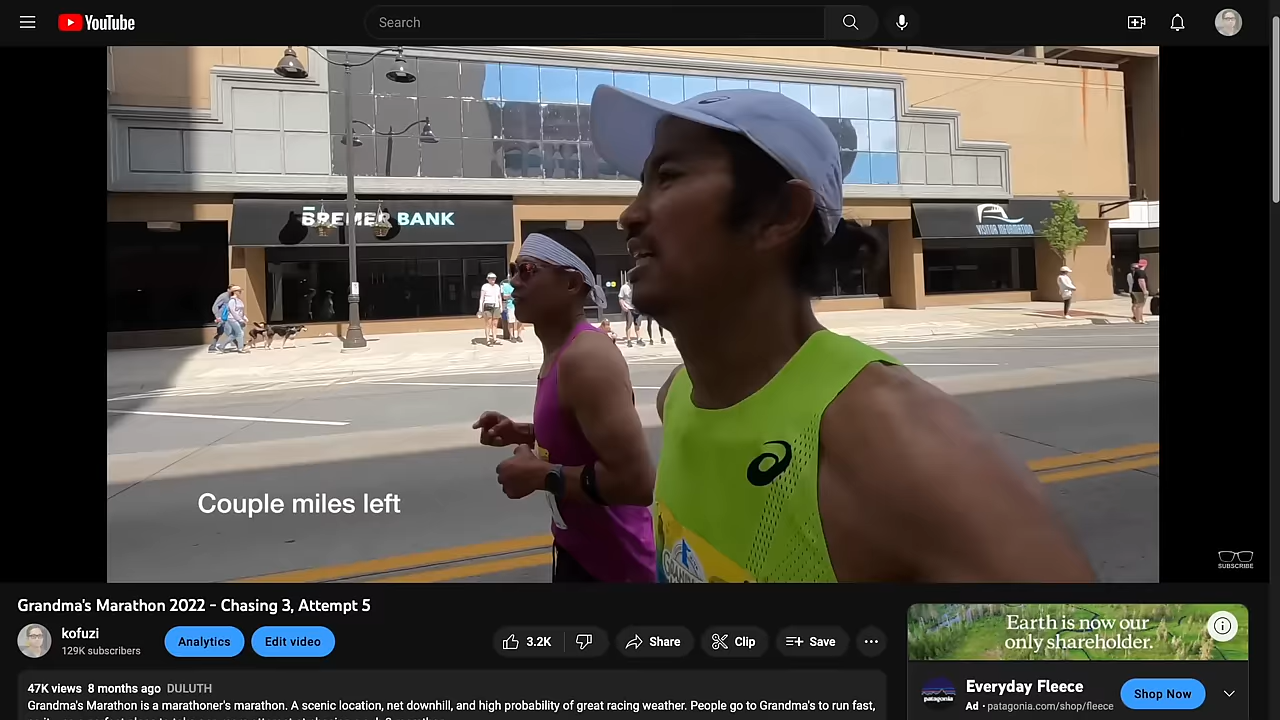 YouTube
Search
BREMER BANK
VISITOR INFORMATION
Couple miles left
SUBSCRIBE
Grandma's Marathon 2022 - Chasing 3, Attempt 5
kofuzi
129K subscribers
Analytics
Edit video
3.2K
Share
Clip
Save
Earth is now our
only shareholder.
patagonia
Everyday Fleece
Ad · patagonia.com/shop/fleece
Shop Now
47K views 8 months ago DULUTH
Grandma's Marathon is a marathoner's marathon. A scenic location, net downhill, and high probability of great racing weather. People go to Grandma's to run fast,